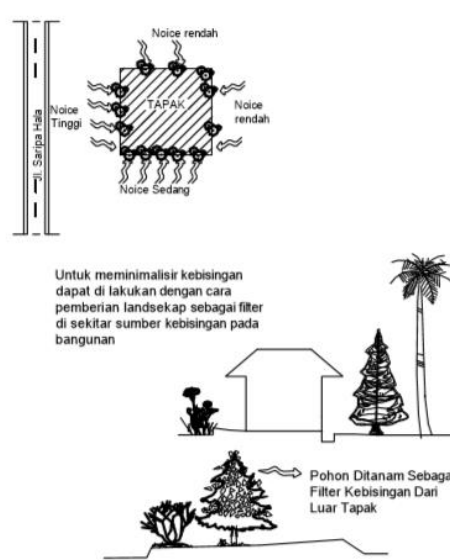 Noice rendah
TAPAK
Noice
Tinggi
Noice
rendah
Jl. Saripa Hala
Noice Sedang
Untuk meminimalisir kebisingan
dapat di lakukan dengan cara
pemberian landsekap sebagai filter
di sekitar sumber kebisingan pada
bangunan
Pohon Ditanam Sebaga
Filter Kebisingan Dari
Luar Tapak